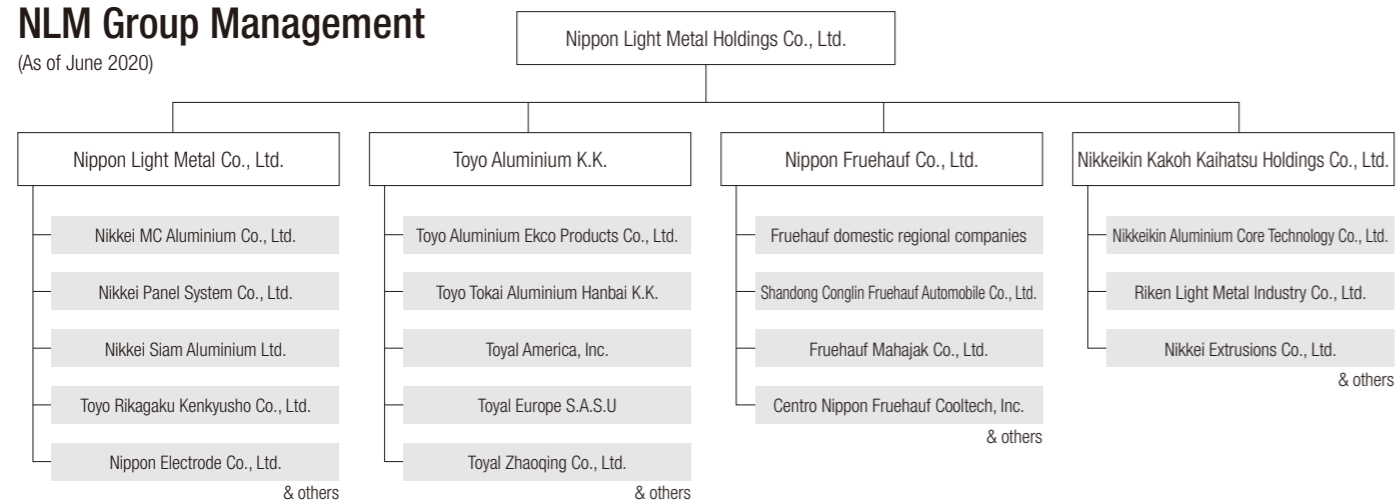 NLM Group Management
(As of June 2020)
Nippon Light Metal Holdings Co., Ltd.
Nippon Light Metal Co., Ltd.
Nikkei MC Aluminium Co., Ltd.
Nikkei Panel System Co., Ltd.
Nikkei Siam Aluminium Ltd.
Toyo Rikagaku Kenkyusho Co., Ltd.
Nippon Electrode Co., Ltd.
& others
Toyo Aluminium K.K.
Toyo Aluminium Ekco Products Co., Ltd.
Toyo Tokai Aluminium Hanbai K.K.
Toyal America, Inc.
Toyal Europe S.A.S.U
Toyal Zhaoqing Co., Ltd.
& others
Nippon Fruehauf Co., Ltd.
Fruehauf domestic regional companies
Shandong Conglin Fruehauf Automobile Co., Ltd.
Fruehauf Mahajak Co., Ltd.
Centro Nippon Fruehauf Cooltech, Inc.
& others
Nikkeikin Kakoh Kaihatsu Holdings Co., Ltd.
Nikkeikin Aluminium Core Technology Co., Ltd.
Riken Light Metal Industry Co., Ltd.
Nikkei Extrusions Co., Ltd.
& others